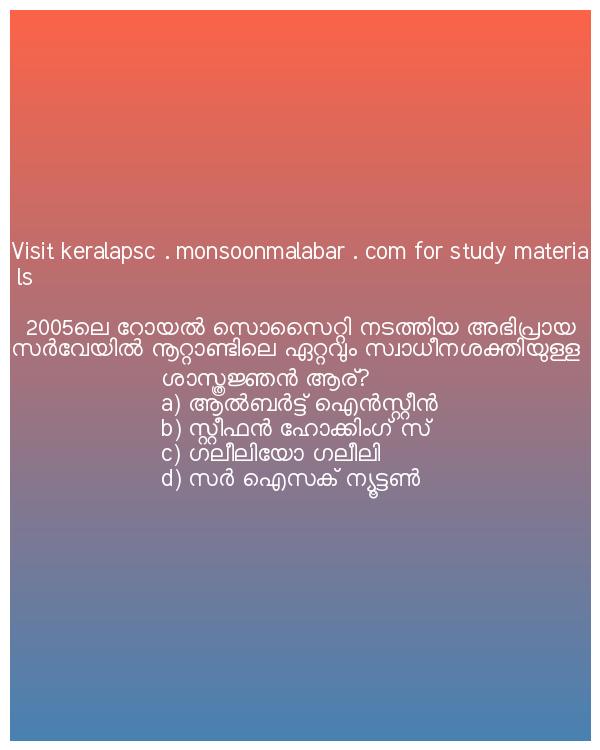 Visit keralapsc . monsoonmalabar . com for study materia
ls
2005ലെ റോയൽ സൊസൈറ്റി നടത്തിയ അഭിപ്രായ
സർവേയിൽ നൂറ്റാണ്ടിലെ ഏറ്റവും സ്വാധീനശക്തിയുള്ള
ശാസ്ത്രജ്ഞൻ ആര്?
a) ആൽബർട്ട് ഐൻസ്റ്റീൻ
b) സ്റ്റീഫൻ ഹോക്കിംഗ് സ്
c) ഗലീലിയോ ഗലീലി
d) സർ ഐസക് ന്യൂട്ടൺ